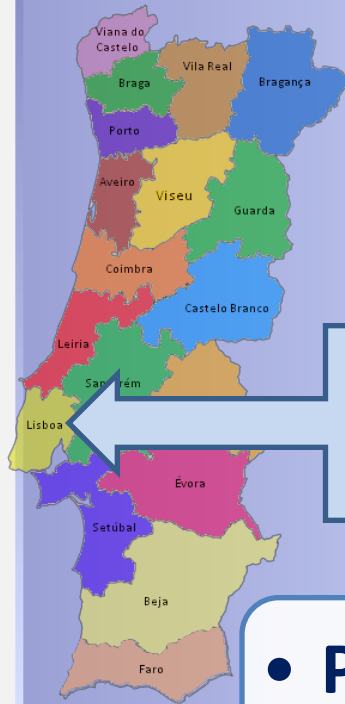 Viana do
Castelo
Braga
Vila Real
Bragança
Porto
Aveiro
Viseu
Guarda
Coimbra
Castelo Branco
Leiria
Lisboa
Évora
Setúbal
Beja
Faro
• P